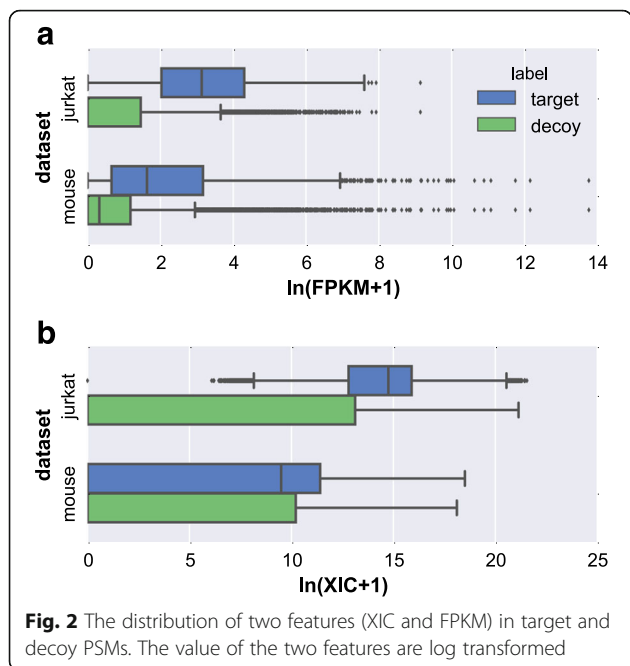 a
label
target
decoy
dataset
jurkat
mouse
0 2 4 6 8 10 12 14
ln(FPKM+1)
b
dataset
jurkat
mouse
0 5 10 15 20 25
ln(XIC+1)
Fig. 2 The distribution of two features (XIC and FPKM) in target and
decoy PSMs. The value of the two features are log transformed